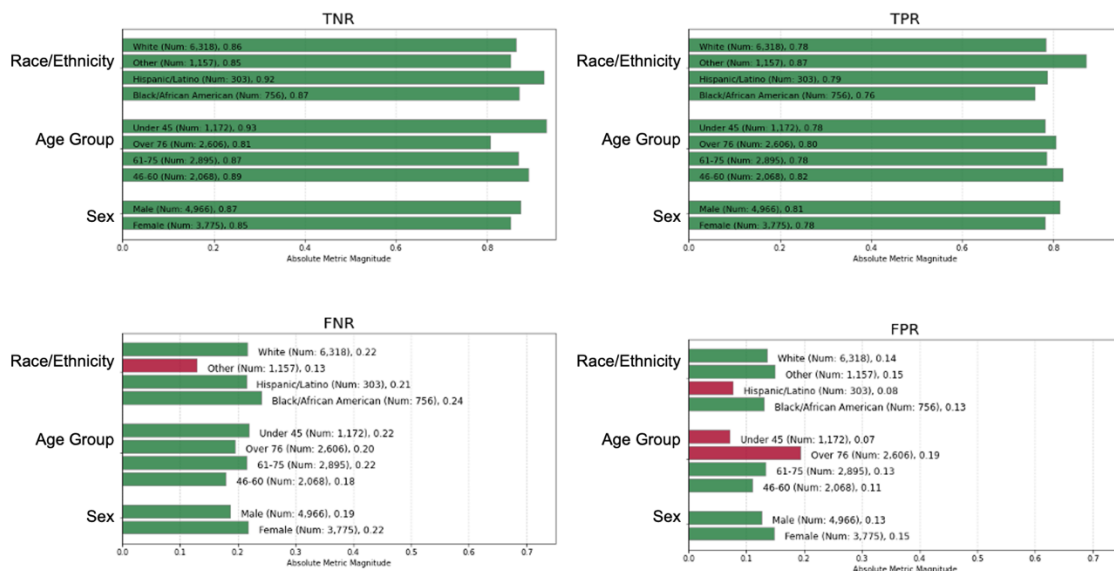 TNR
Race/Ethnicity
White (Num: 6,318), 0.86
Other (Num: 1,157), 0.85
Hispanic/Latino (Num: 303), 0.92
Black/African American (Num: 756), 0.87
Age Group
Under 45 (Num: 1,172), 0.93
Over 76 (Num: 2,606), 0.81
61-75 (Num: 2,895), 0.87
46-60 (Num: 2,068), 0.89
Sex
Male (Num: 4,966), 0.87
Female (Num: 3,775), 0.85
0.0 0.2 0.4 0.6 0.8
Absolute Metric Magnitude
TPR
Race/Ethnicity
White (Num: 6,318), 0.78
Other (Num: 1,157), 0.87
Hispanic/Latino (Num: 303), 0.79
Black/African American (Num: 756), 0.76
Age Group
Under 45 (Num: 1,172), 0.78
Over 76 (Num: 2,606), 0.80
61-75 (Num: 2,895), 0.78
46-60 (Num: 2,068), 0.82
Sex
Male (Num: 4,966), 0.81
Female (Num: 3,775), 0.78
0.0 0.2 0.4 0.6 0.8
Absolute Metric Magnitude
FNR
Race/Ethnicity
White (Num: 6,318), 0.22
Other (Num: 1,157), 0.13
Hispanic/Latino (Num: 303), 0.21
Black/African American (Num: 756), 0.24
Age Group
Under 45 (Num: 1,172), 0.22
Over 76 (Num: 2,606), 0.20
61-75 (Num: 2,895), 0.22
46-60 (Num: 2,068), 0.18
Sex
Male (Num: 4,966), 0.19
Female (Num: 3,775), 0.22
0.0 0.1 0.2 0.3 0.4 0.5 0.6 0.7
Absolute Metric Magnitude
FPR
Race/Ethnicity
White (Num: 6,318), 0.14
Other (Num: 1,157), 0.15
Hispanic/Latino (Num: 303), 0.08
Black/African American (Num: 756), 0.13
Age Group
Under 45 (Num: 1,172), 0.07
Over 76 (Num: 2,606), 0.19
61-75 (Num: 2,895), 0.13
46-60 (Num: 2,068), 0.11
Sex
Male (Num: 4,966), 0.13
Female (Num: 3,775), 0.15
0.0 0.1 0.2 0.3 0.4 0.5 0.6 0.7
Absolute Metric Magnitude